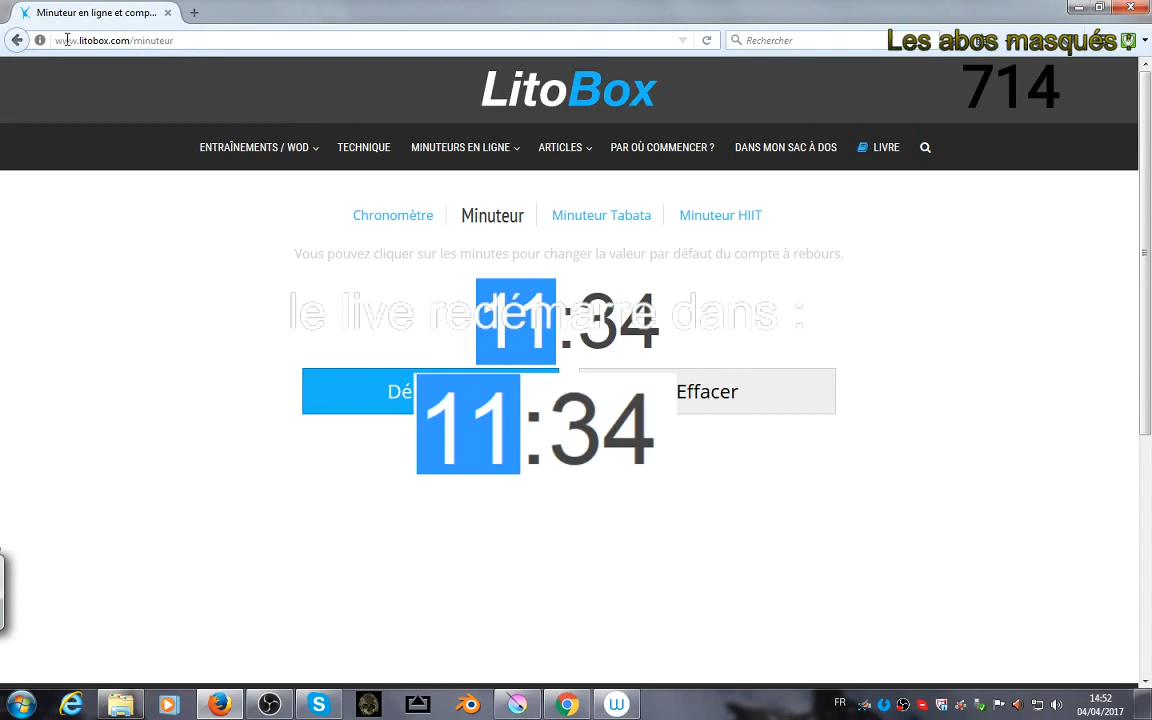 Minuteur en ligne et comp...
www.litobox.com/minuteur
Rechercher
Les abos masqués :
714
LitoBox
ENTRAÎNEMENTS / WOD
TECHNIQUE
MINUTEURS EN LIGNE
ARTICLES
PAR OÙ COMMENCER ?
DANS MON SAC À DOS
LIVRE
Chronomètre
Minuteur
Minuteur Tabata
Minuteur HIIT
Vous pouvez cliquer sur les minutes pour changer la valeur par défaut du compte à rebours.
le live redémarre dans :
11:34
Dé
Effacer
11:34
FR
14:52
04/04/2017